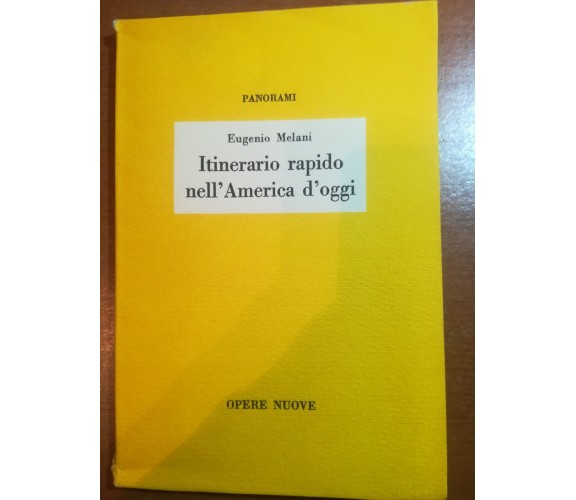 PANORAMI
Eugenio Melani
Itinerario rapido
nell'America d'oggi
OPERE NUOVE